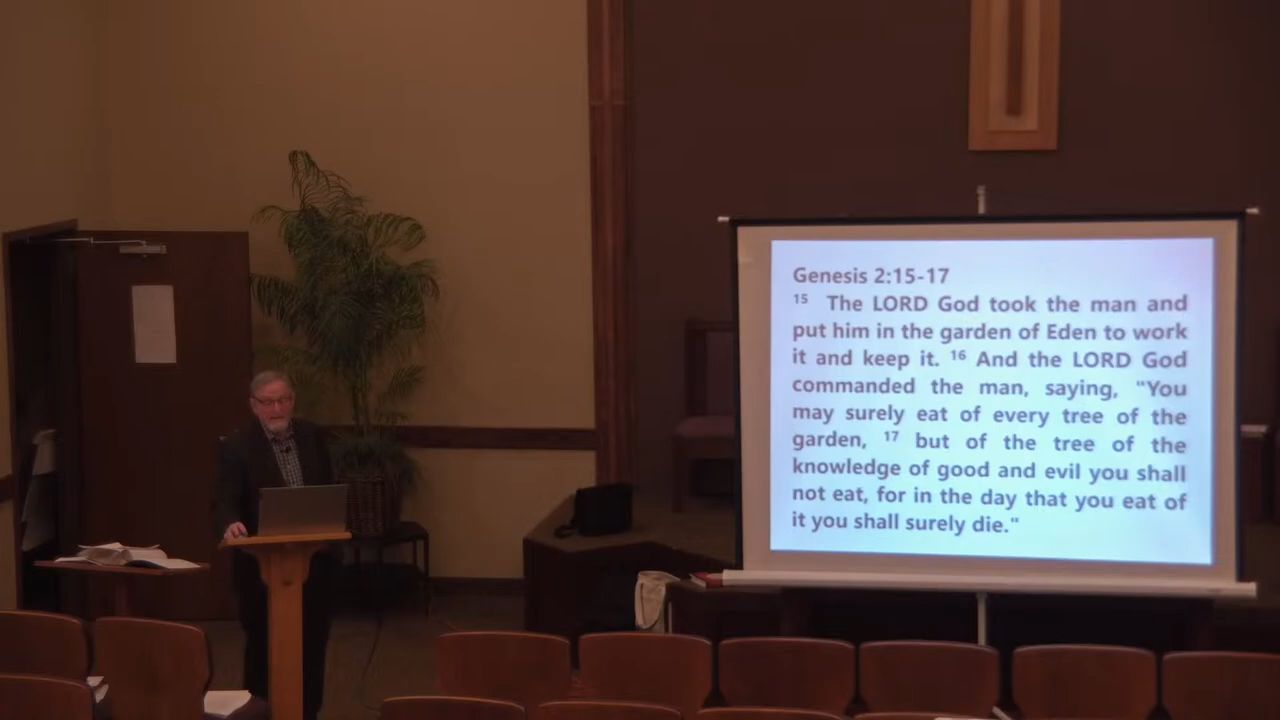 Genesis 2:15-17
15 The LORD God took the man and
put him in the garden of Eden to work
it and keep it. 16 And the LORD God
commanded the man, saying, "You
may surely eat of every tree of the
garden, 17 but of the tree of the
knowledge of good and evil you shall
not eat, for in the day that you eat of
it you shall surely die."